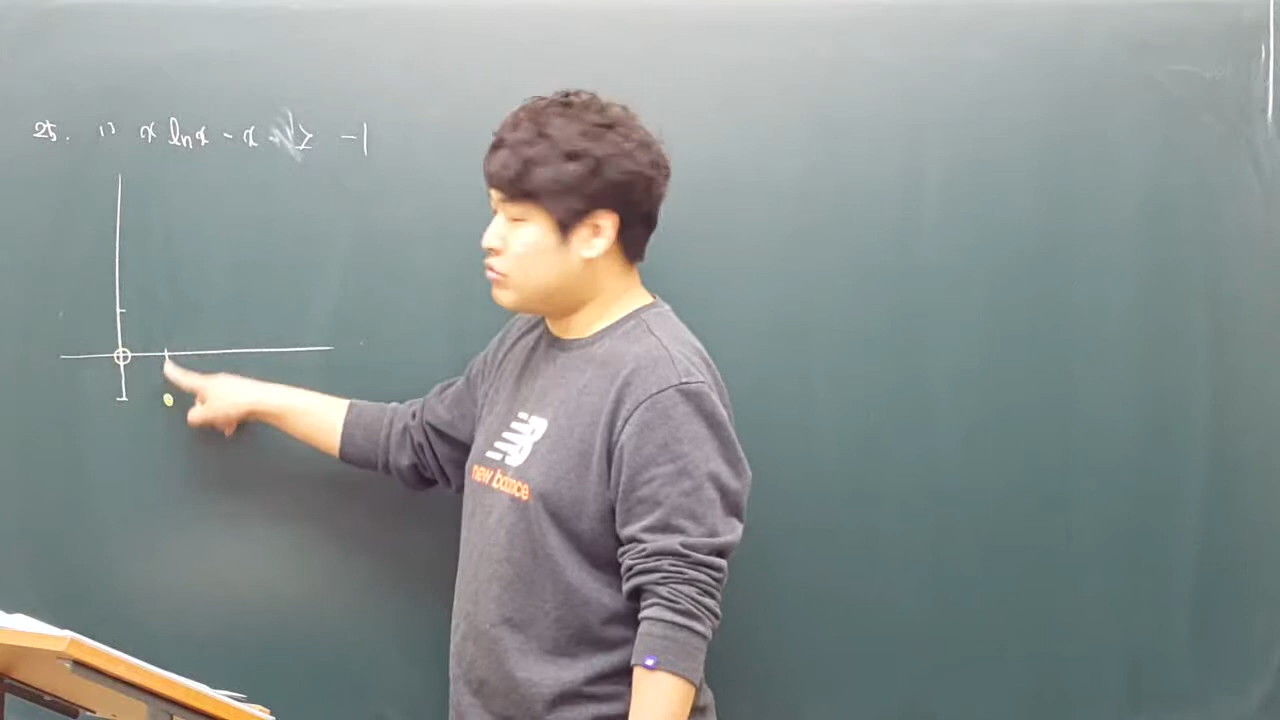 25. 1) x ln x - x ≥ -1
new balance